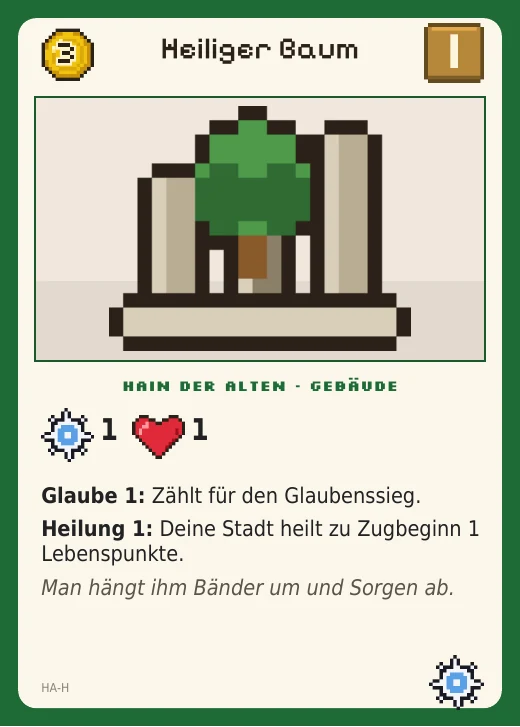 3
Heiliger Baum
I
HAIN DER ALTEN - GEBÄUDE
1 1
Glaube 1: Zählt für den Glaubenssieg.
Heilung 1: Deine Stadt heilt zu Zugbeginn 1
Lebenspunkte.
Man hängt ihm Bänder um und Sorgen ab.
HA-H